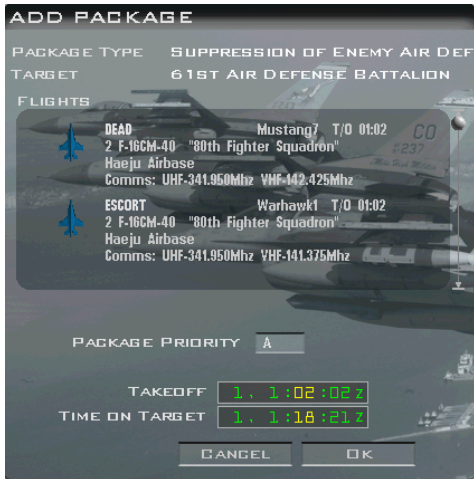 ADD PACKAGE
PACKAGE TYPE SUPPRESSION OF ENEMY AIR DEF
TARGET 61ST AIR DEFENSE BATTALION
FLIGHTS
DEAD Mustang7 T/O 01:02
2 F-16CM-40 "80th Fighter Squadron"
Haeju Airbase
Comms: UHF-341.950Mhz VHF-142.425Mhz
ESCORT Warhawk1 T/O 01:02
2 F-16CM-40 "80th Fighter Squadron"
Haeju Airbase
Comms: UHF-341.950Mhz VHF-141.375Mhz
CO
237
PACKAGE PRIORITY A
TAKEOFF 1, 1:02:02z
TIME ON TARGET 1, 1:18:21z
CANCEL OK